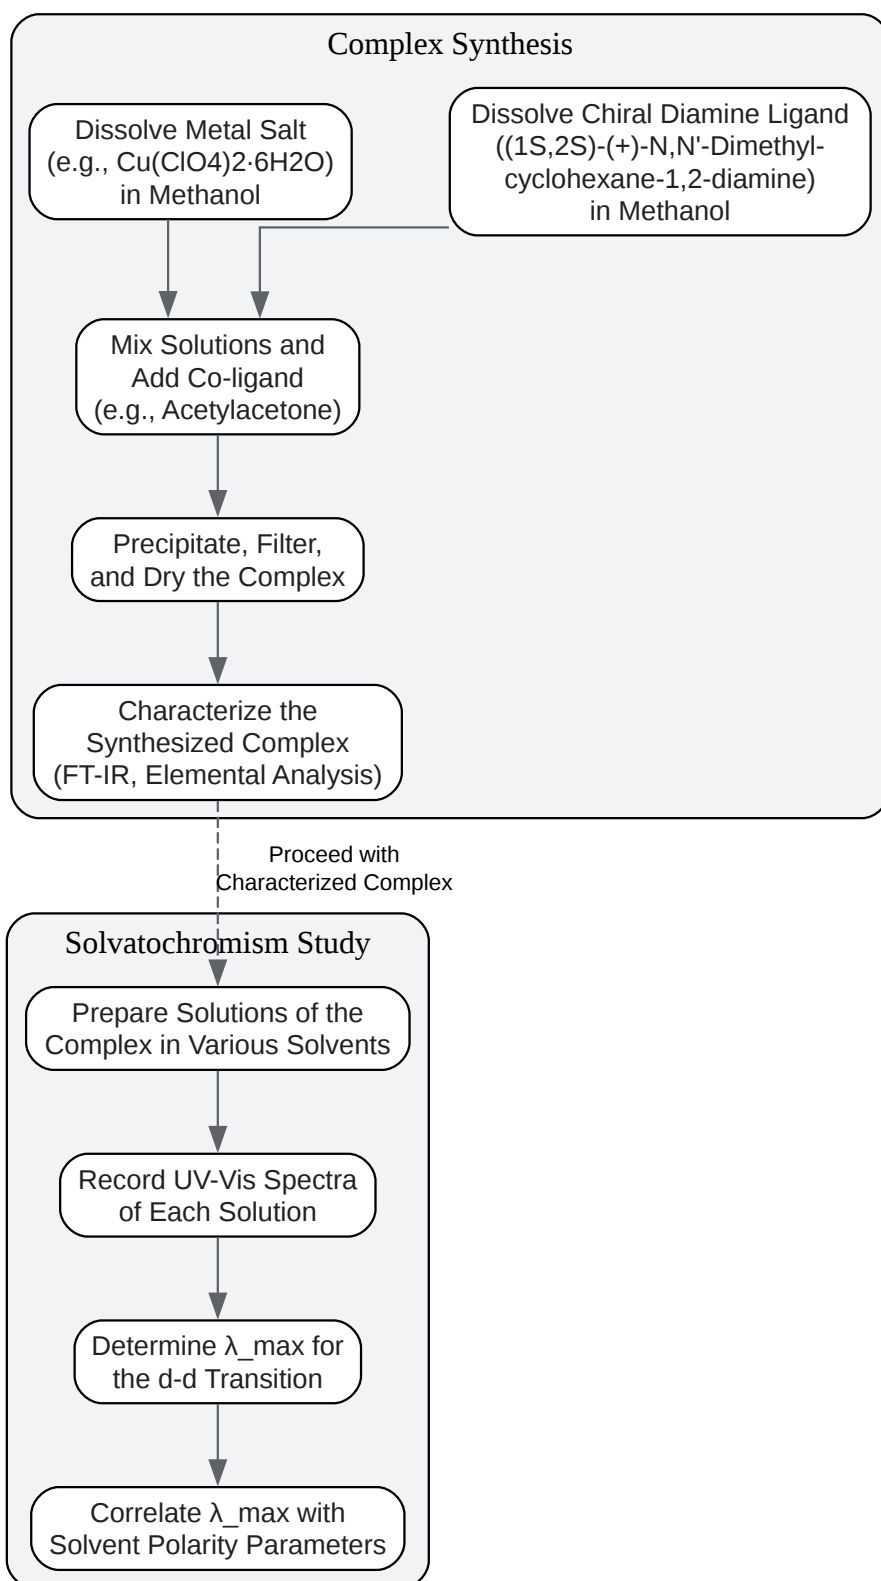 Complex Synthesis
Dissolve Metal Salt
(e.g., Cu(ClO4)2·6H2O)
in Methanol
Dissolve Chiral Diamine Ligand
((1S,2S)-(+)-N,N'-Dimethyl-
cyclohexane-1,2-diamine)
in Methanol
Mix Solutions and
Add Co-ligand
(e.g., Acetylacetone)
Precipitate, Filter,
and Dry the Complex
Characterize the
Synthesized Complex
(FT-IR, Elemental Analysis)
Proceed with
Characterized Complex
Solvatochromism Study
Prepare Solutions of the
Complex in Various Solvents
Record UV-Vis Spectra
of Each Solution
Determine λ_max for
the d-d Transition
Correlate λ_max with
Solvent Polarity Parameters